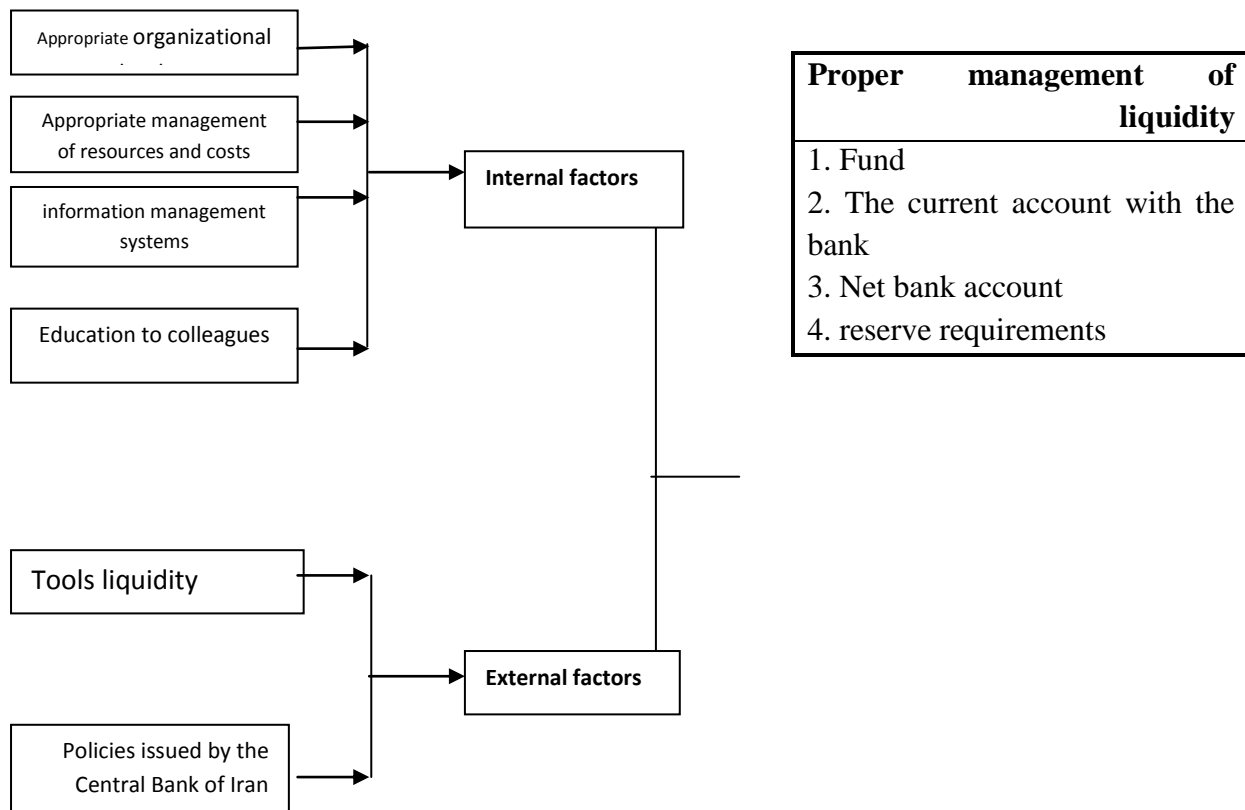 Appropriate organizational
Appropriate management
of resources and costs
information management
systems
Education to colleagues
Internal factors
Proper management of
liquidity
1. Fund
2. The current account with the
bank
3. Net bank account
4. reserve requirements
Tools liquidity
External factors
Policies issued by the
Central Bank of Iran